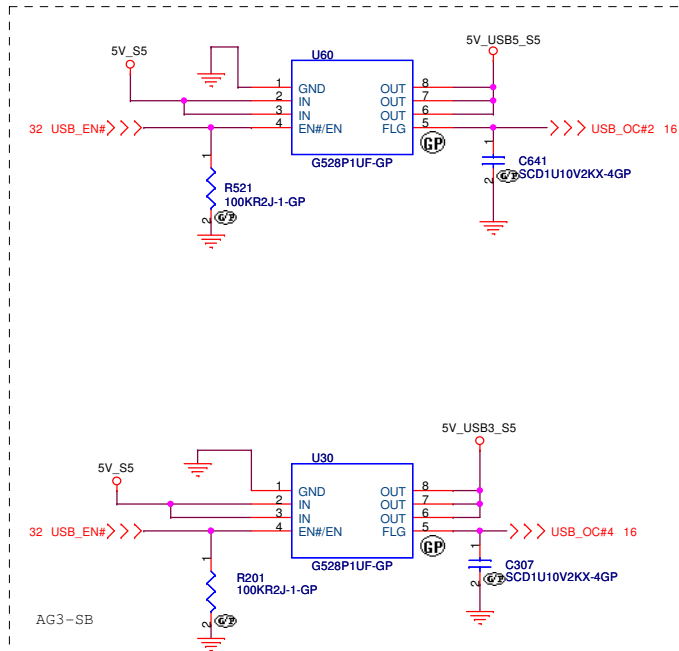 5V_S5
5V_USB5_S5
U60
1 GND OUT 8
2 IN OUT 7
3 IN OUT 6
32 USB_EN# 4 EN#/EN FLG 5 USB_OC#2 16
GP
G528P1UF-GP
1 R521 2
100KR2J-1-GP
G/P
1 C641 2
G/P SCD1U10V2KX-4GP
5V_S5
5V_USB3_S5
U30
1 GND OUT 8
2 IN OUT 7
3 IN OUT 6
32 USB_EN# 4 EN#/EN FLG 5 USB_OC#4 16
GP
G528P1UF-GP
1 R201 2
100KR2J-1-GP
G/P
1 C307 2
G/P SCD1U10V2KX-4GP
AG3-SB